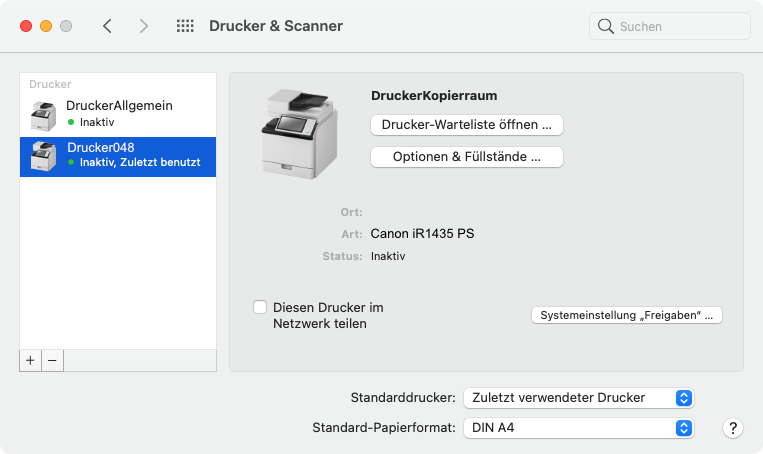 Drucker & Scanner
Suchen
Drucker
DruckerAllgemein
Inaktiv
Drucker048
Inaktiv, Zuletzt benutzt
+ −
DruckerKopierraum
Drucker-Warteliste öffnen ...
Optionen & Füllstände ...
Ort:
Art: Canon iR1435 PS
Status: Inaktiv
Diesen Drucker im
Netzwerk teilen
Systemeinstellung „Freigaben“ ...
Standarddrucker: Zuletzt verwendeter Drucker
Standard-Papierformat: DIN A4
?